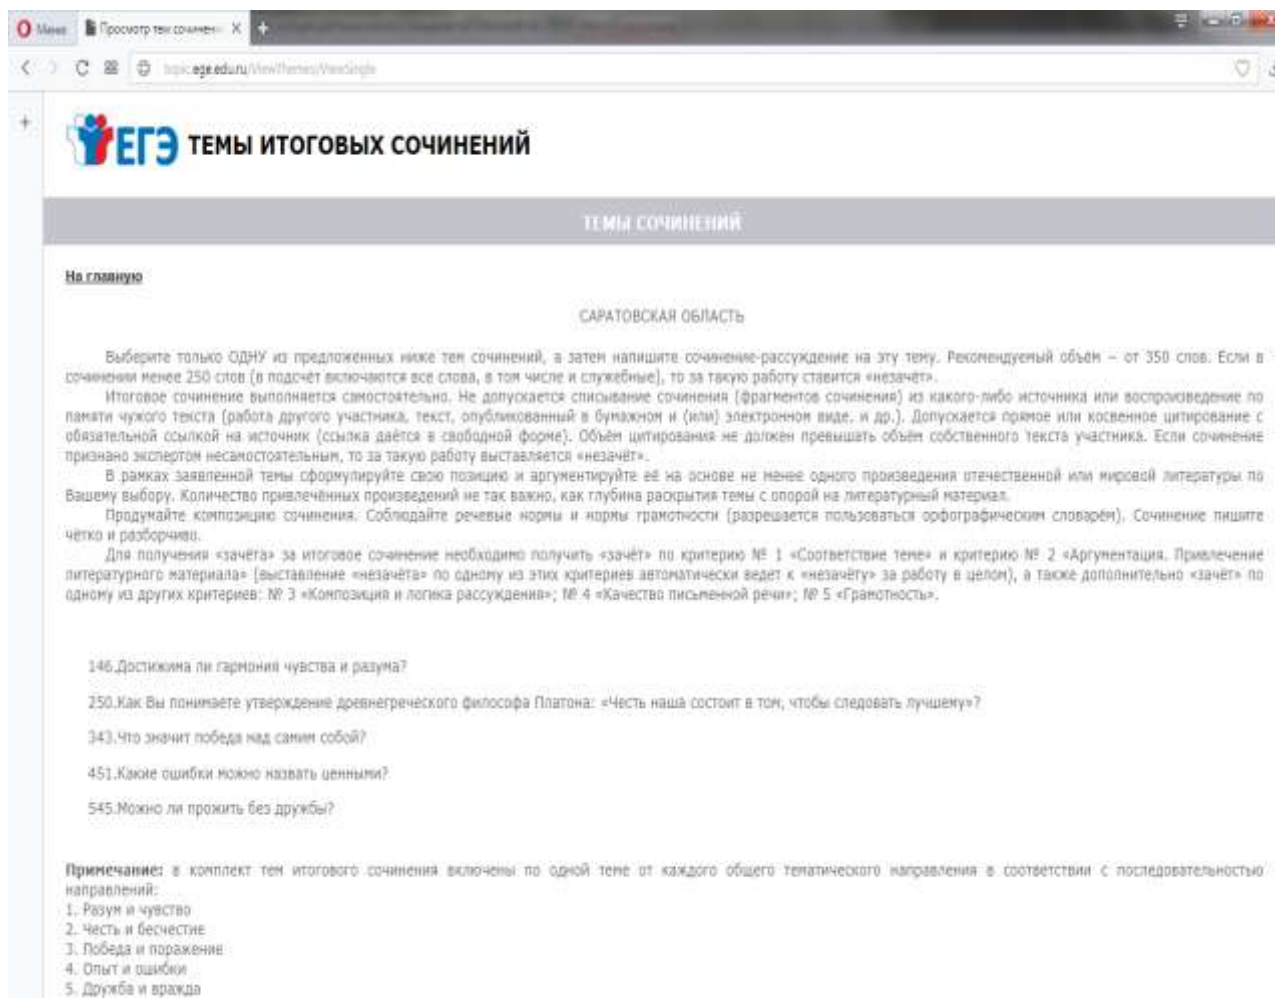 Меню
Просмотр тем сочинен
topic.ege.edu.ru/ViewThemes/ViewSingle
ЕГЭ ТЕМЫ ИТОГОВЫХ СОЧИНЕНИЙ
ТЕМЫ СОЧИНЕНИЙ
На главную
САРАТОВСКАЯ ОБЛАСТЬ
Выберите только ОДНУ из предложенных ниже тем сочинений, а затем напишите сочинение-рассуждение на эту тему. Рекомендуемый объём – от 350 слов. Если в
сочинении менее 250 слов (в подсчёт включаются все слова, в том числе и служебные), то за такую работу ставится «незачёт».
Итоговое сочинение выполняется самостоятельно. Не допускается списывание сочинения (фрагментов сочинения) из какого-либо источника или воспроизведение по
памяти чужого текста (работа другого участника, текст, опубликованный в бумажном и (или) электронном виде, и др.). Допускается прямое или косвенное цитирование с
обязательной ссылкой на источник (ссылка даётся в свободной форме). Объём цитирования не должен превышать объём собственного текста участника. Если сочинение
признано экспертом несамостоятельным, то за такую работу выставляется «незачёт».
В рамках заявленной темы сформулируйте свою позицию и аргументируйте её на основе не менее одного произведения отечественной или мировой литературы по
Вашему выбору. Количество привлечённых произведений не так важно, как глубина раскрытия темы с опорой на литературный материал.
Продумайте композицию сочинения. Соблюдайте речевые нормы и нормы грамотности (разрешается пользоваться орфографическим словарём). Сочинение пишите
чётко и разборчиво.
Для получения «зачёта» за итоговое сочинение необходимо получить «зачёт» по критерию № 1 «Соответствие теме» и критерию № 2 «Аргументация. Привлечение
литературного материала» (выставление «незачёта» по одному из этих критериев автоматически ведет к «незачёту» за работу в целом), а также дополнительно «зачёт» по
одному из других критериев: № 3 «Композиция и логика рассуждения»; № 4 «Качество письменной речи»; № 5 «Грамотность».
146.Достижима ли гармония чувства и разума?
250.Как Вы понимаете утверждение древнегреческого философа Платона: «Честь наша состоит в том, чтобы следовать лучшему»?
343.Что значит победа над самим собой?
451.Какие ошибки можно назвать ценными?
545.Можно ли прожить без дружбы?
Примечание: в комплект тем итогового сочинения включены по одной теме от каждого общего тематического направления в соответствии с последовательностью
направлений:
1. Разум и чувство
2. Честь и бесчестие
3. Победа и поражение
4. Опыт и ошибки
5. Дружба и вражда